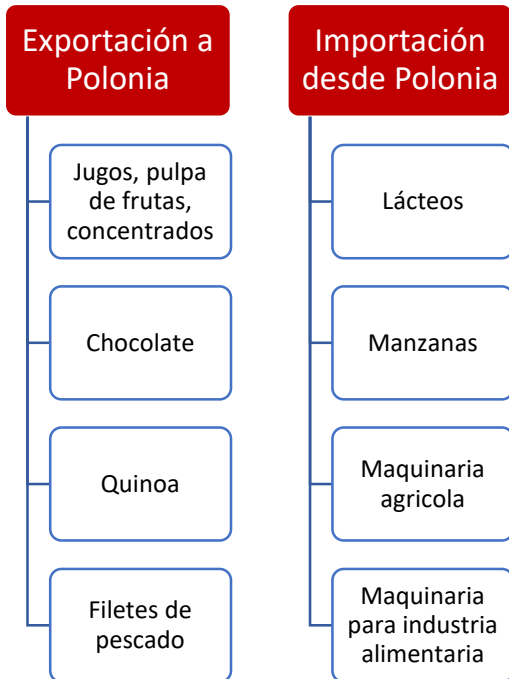 Exportación a
Polonia
Jugos, pulpa
de frutas,
concentrados
Chocolate
Quinoa
Filetes de
pescado
Importación
desde Polonia
Lácteos
Manzanas
Maquinaria
agricola
Maquinaria
para industria
alimentaria